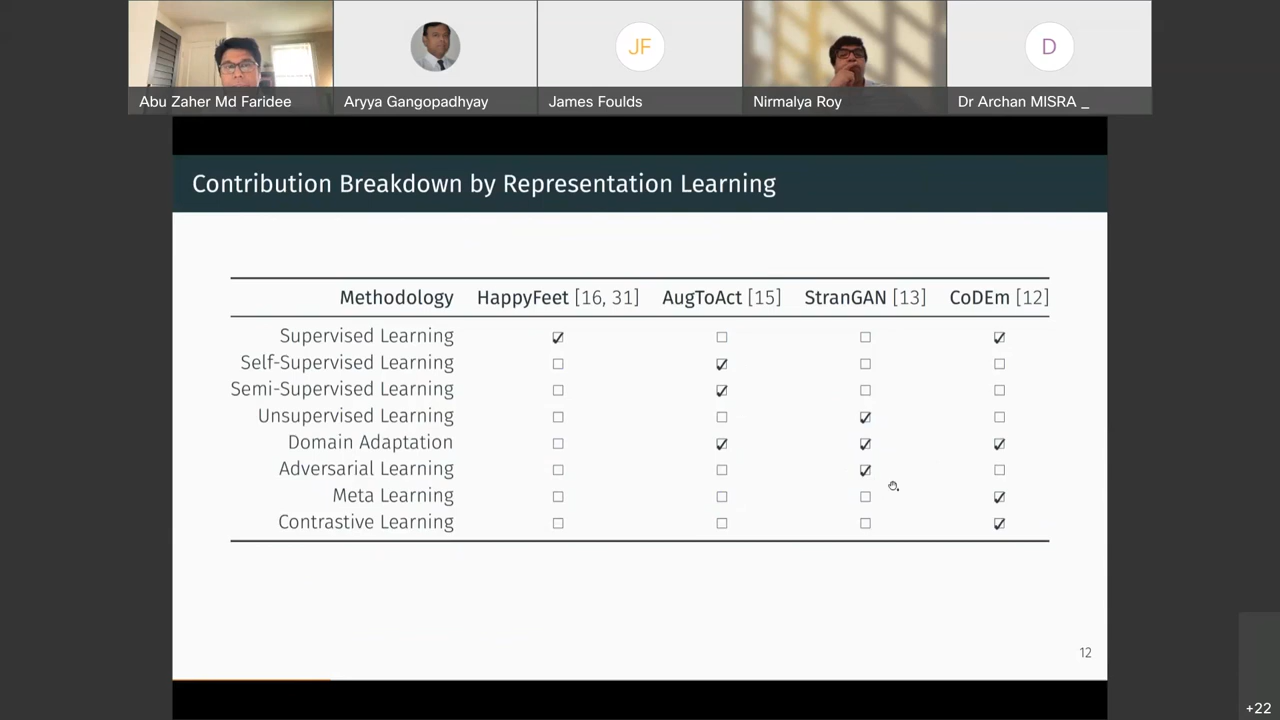 JF
D
Abu Zaher Md Faridee
Aryya Gangopadhyay
James Foulds
Nirmalya Roy
Dr Archan MISRA _
Contribution Breakdown by Representation Learning
Methodology HappyFeet [16, 31] AugToAct [15] StranGAN [13] CoDEm [12]
Supervised Learning ☑ ☐ ☐ ☑
Self-Supervised Learning ☐ ☑ ☐ ☐
Semi-Supervised Learning ☐ ☑ ☐ ☐
Unsupervised Learning ☐ ☐ ☑ ☐
Domain Adaptation ☐ ☑ ☑ ☑
Adversarial Learning ☐ ☐ ☑ ☐
Meta Learning ☐ ☐ ☐ ☑
Contrastive Learning ☐ ☐ ☐ ☑
12
+22